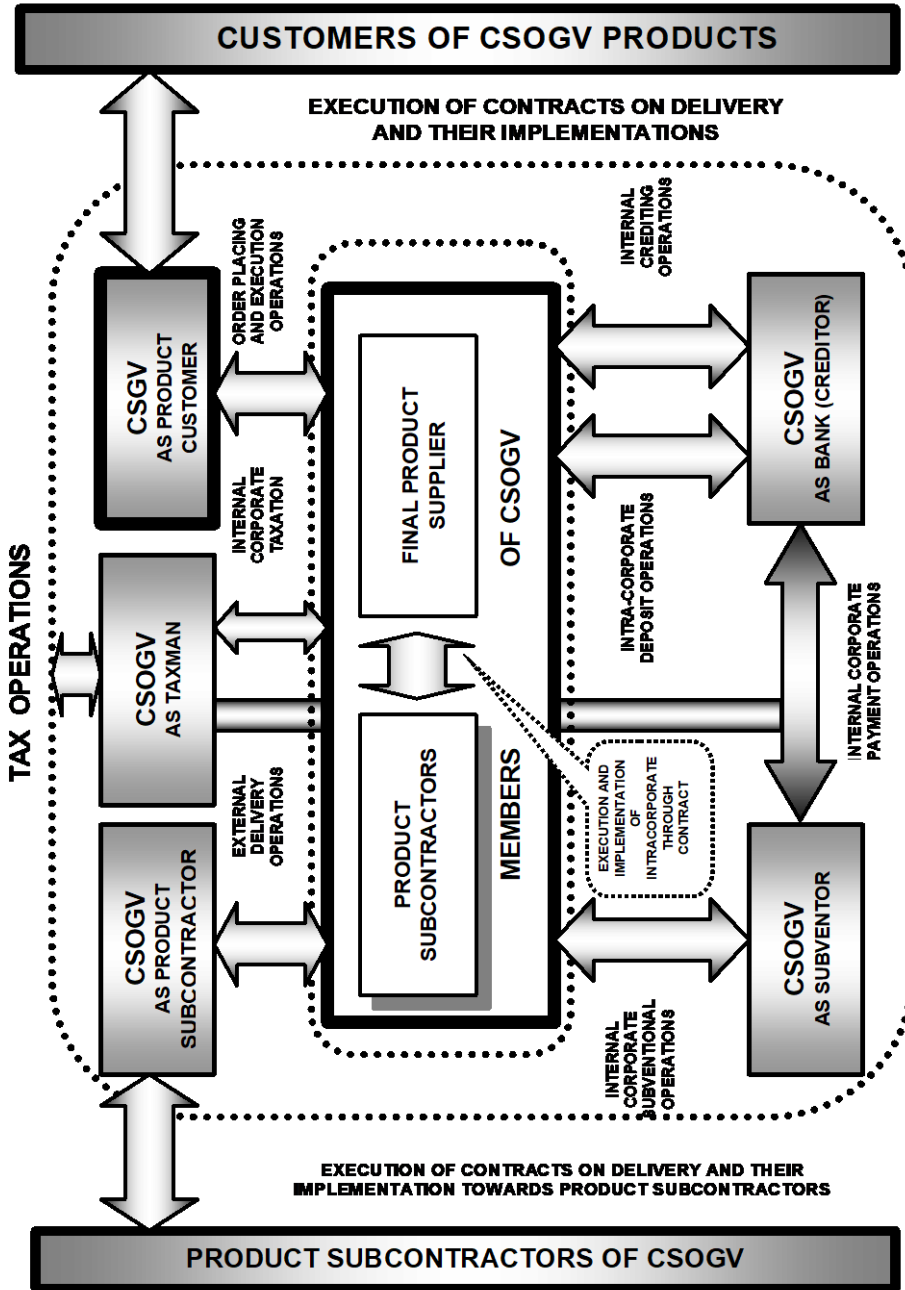 CUSTOMERS OF CSOGV PRODUCTS
EXECUTION OF CONTRACTS ON DELIVERY
AND THEIR IMPLEMENTATIONS
TAX OPERATIONS
CSOGV
AS PRODUCT
SUBCONTRACTOR
CSOGV
AS TAXMAN
CSGV
AS PRODUCT
CUSTOMER
EXTERNAL
DELIVERY
OPERATIONS
INTERNAL
CORPORATE
TAXATION
ORDER PLACING
AND EXECUTION
OPERATIONS
PRODUCT
SUBCONTRACTORS
FINAL PRODUCT
SUPPLIER
MEMBERS
OF CSOGV
EXECUTION AND
IMPLEMENTATION
OF
INTRACORPORATE
THROUGH
CONTRACT
INTERNAL
CORPORATE
SUBVENTIONAL
OPERATIONS
INTRA-CORPORATE
DEPOSIT OPERATIONS
INTERNAL
CREDITING
OPERATIONS
CSOGV
AS SUBVENTOR
CSOGV
AS BANK (CREDITOR)
INTERNAL CORPORATE
PAYMENT OPERATIONS
EXECUTION OF CONTRACTS ON DELIVERY AND THEIR
IMPLEMENTATION TOWARDS PRODUCT SUBCONTRACTORS
PRODUCT SUBCONTRACTORS OF CSOGV